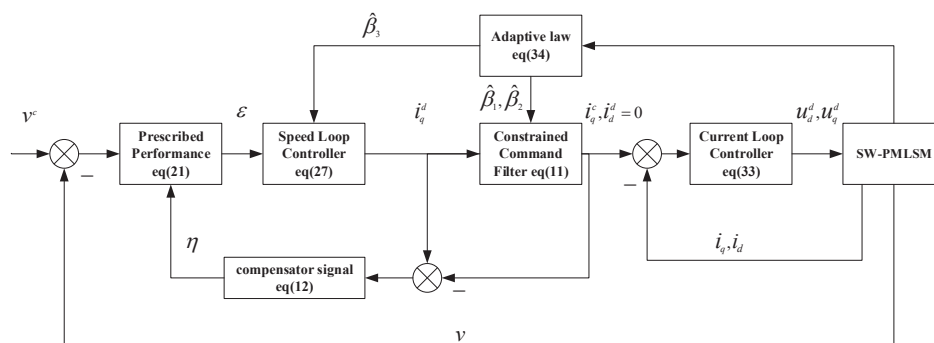 β̂₃
Adaptive law
eq(34)
vᶜ
ε
i_q^d
β̂₁, β̂₂
i_q^c, i_d^d = 0
u_d^d, u_q^d
Prescribed
Performance
eq(21)
Speed Loop
Controller
eq(27)
Constrained
Command
Filter eq(11)
Current Loop
Controller
eq(33)
SW-PMLSM
−
−
η
compensator signal
eq(12)
−
i_q, i_d
v